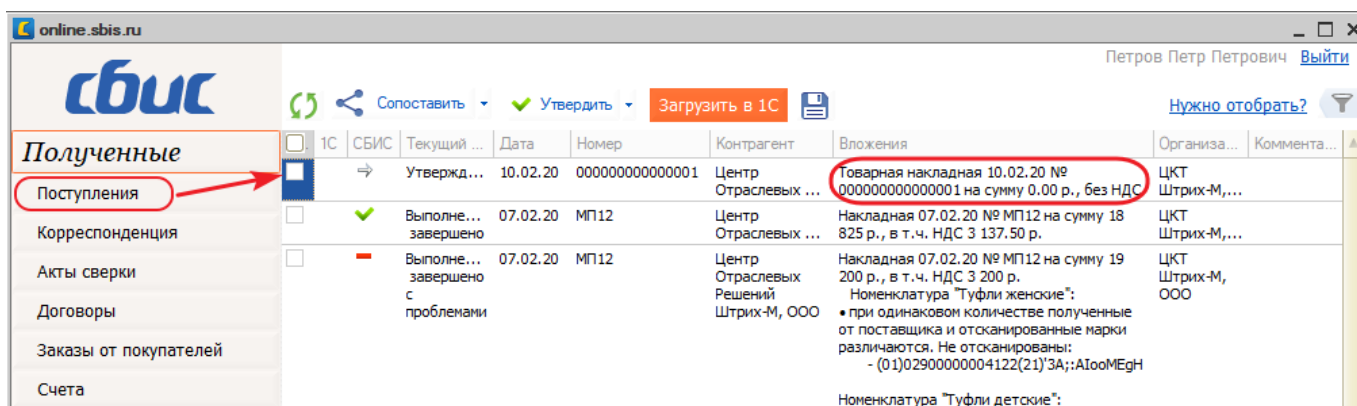 online.sbis.ru
Петров Петр Петрович Выйти
сбис
Сопоставить Утвердить Загрузить в 1С Нужно отобрать?
Полученные
Поступления
Корреспонденция
Акты сверки
Договоры
Заказы от покупателей
Счета
1С СБИС Текущий ... Дата Номер Контрагент Вложения Организа... Коммента...
Утвержд... 10.02.20 000000000000001 Центр Товарная накладная 10.02.20 № ЦКТ
Отраслевых ... 000000000000001 на сумму 0.00 р., без НДС Штрих-М,...
Выполне... 07.02.20 МП12 Центр Накладная 07.02.20 № МП12 на сумму 18 ЦКТ
завершено Отраслевых ... 825 р., в т.ч. НДС 3 137.50 р. Штрих-М,...
Выполне... 07.02.20 МП12 Центр Накладная 07.02.20 № МП12 на сумму 19 ЦКТ
завершено Отраслевых 200 р., в т.ч. НДС 3 200 р. Штрих-М,
с Решений Номенклатура "Туфли женские": ООО
проблемами Штрих-М, ООО • при одинаковом количестве полученные
от поставщика и отсканированные марки
различаются. Не отсканированы:
- (01)02900000004122(21)'3A;:AIooMEgH
Номенклатура "Туфли детские":